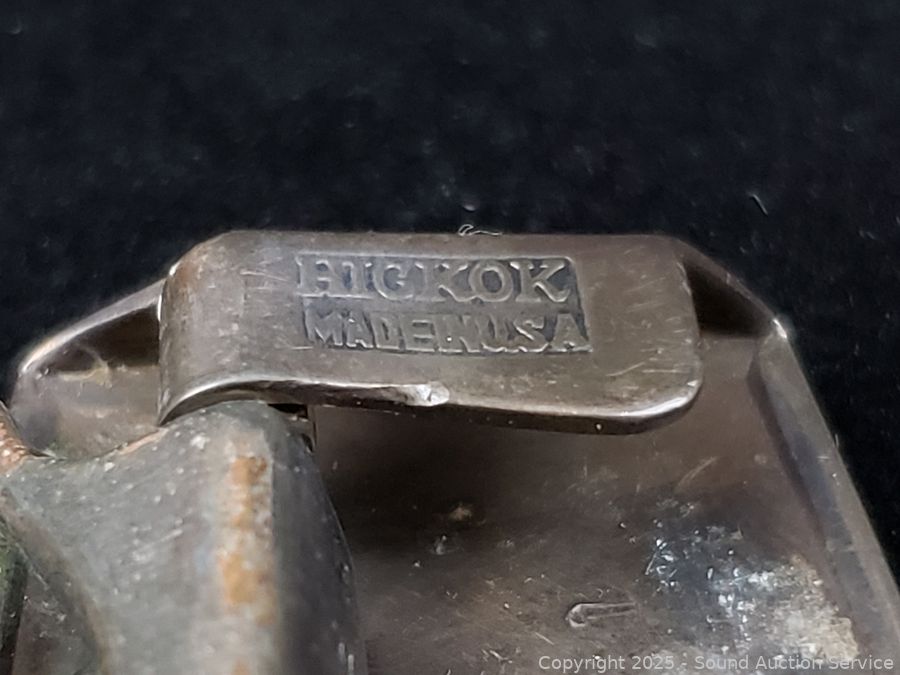 HICKOK
MADE IN U.S.A
Copyright 2025 - Sound Auction Service